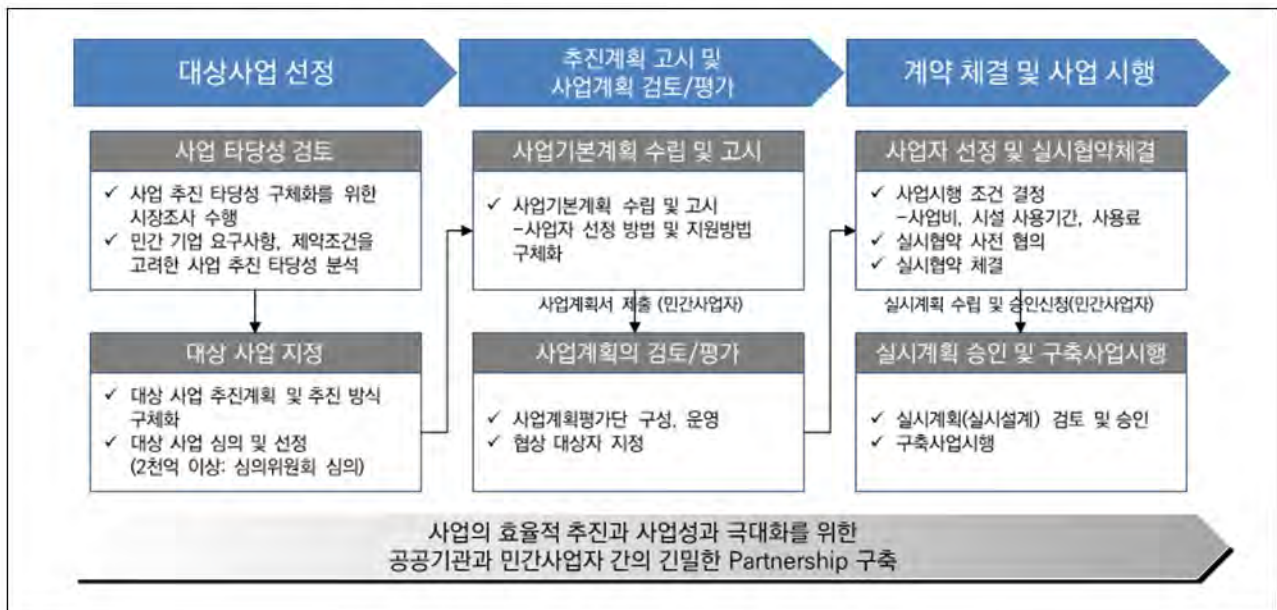 대상사업 선정
사업 타당성 검토
✓ 사업 추진 타당성 구체화를 위한
시장조사 수행
✓ 민간 기업 요구사항, 제약조건을
고려한 사업 추진 타당성 분석
대상 사업 지정
✓ 대상 사업 추진계획 및 추진 방식
구체화
✓ 대상 사업 심의 및 선정
(2천억 이상: 심의위원회 심의)
추진계획 고시 및
사업계획 검토/평가
사업기본계획 수립 및 고시
✓ 사업기본계획 수립 및 고시
-사업자 선정 방법 및 지원방법
구체화
사업계획서 제출 (민간사업자)
사업계획의 검토/평가
✓ 사업계획평가단 구성, 운영
✓ 협상 대상자 지정
계약 체결 및 사업 시행
사업자 선정 및 실시협약체결
✓ 사업시행 조건 결정
-사업비, 시설 사용기간, 사용료
✓ 실시협약 사전 협의
✓ 실시협약 체결
실시계획 수립 및 승인신청(민간사업자)
실시계획 승인 및 구축사업시행
✓ 실시계획(실시설계) 검토 및 승인
✓ 구축사업시행
사업의 효율적 추진과 사업성과 극대화를 위한
공공기관과 민간사업자 간의 긴밀한 Partnership 구축